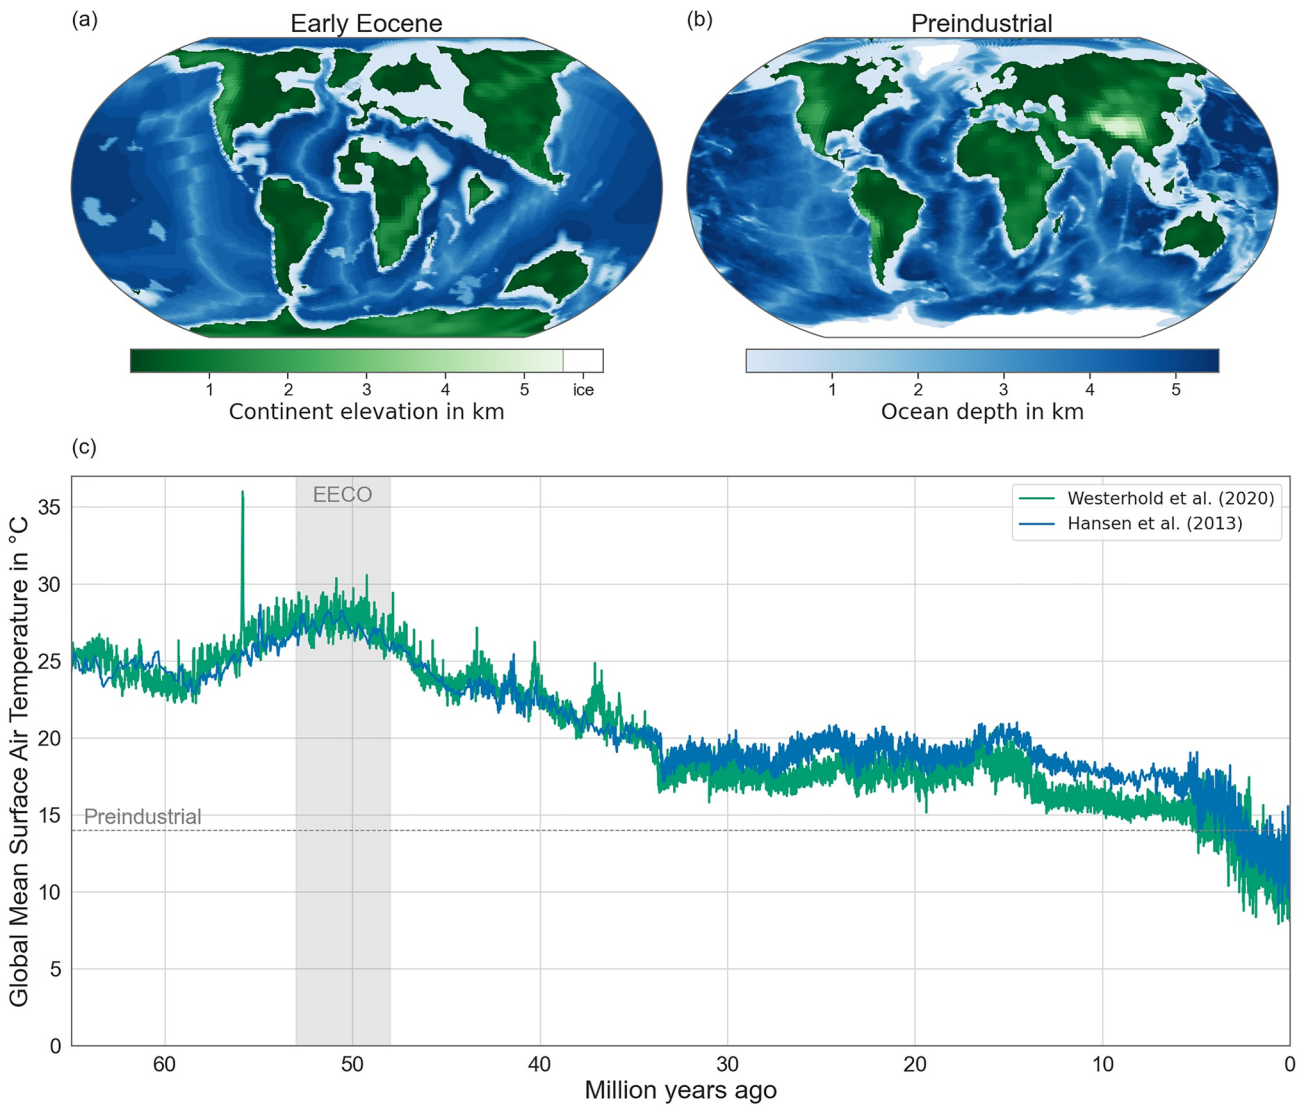 (a)
Early Eocene
(b)
Preindustrial
1 2 3 4 5 ice
Continent elevation in km
1 2 3 4 5
Ocean depth in km
(c)
Global Mean Surface Air Temperature in °C
35
30
25
20
15
10
5
0
EECO
Westerhold et al. (2020)
Hansen et al. (2013)
Preindustrial
60 50 40 30 20 10 0
Million years ago